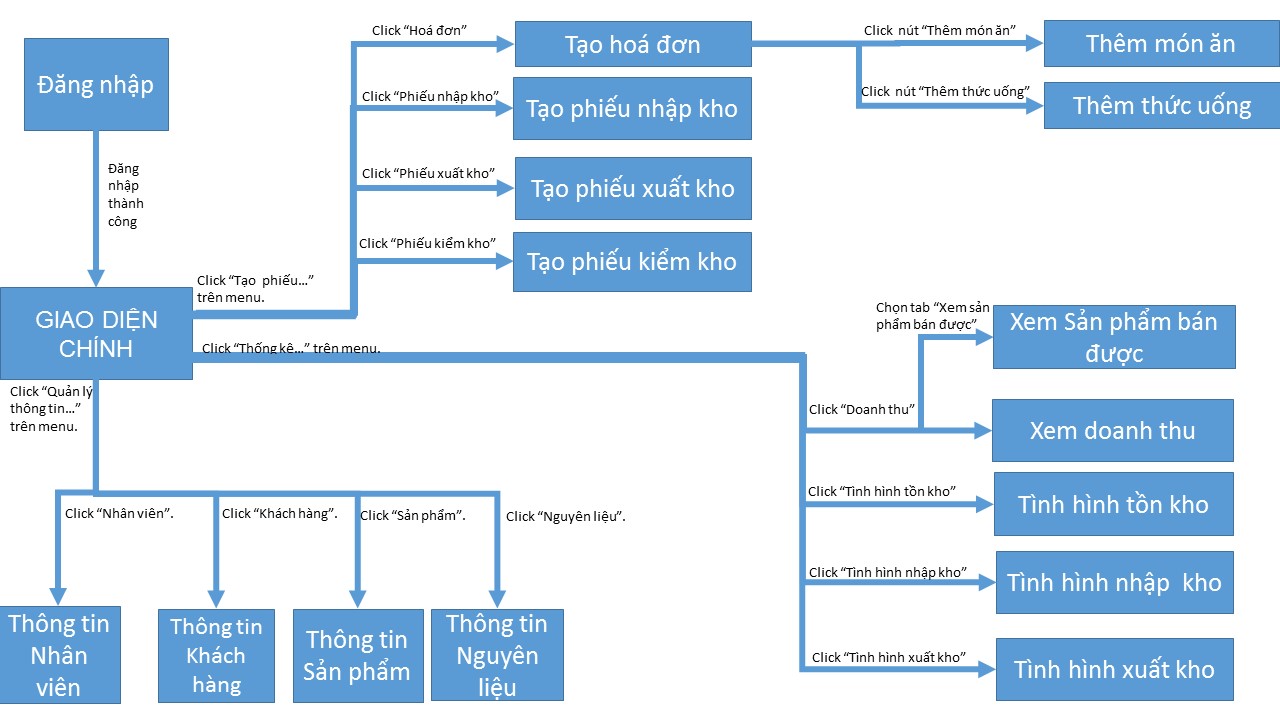 Đăng nhập
Đăng
nhập
thành
công
GIAO DIỆN
CHÍNH
Click “Tạo phiếu...”
trên menu.
Click “Hoá đơn”
Tạo hoá đơn
Click nút “Thêm món ăn”
Thêm món ăn
Click nút “Thêm thức uống”
Thêm thức uống
Click “Phiếu nhập kho”
Tạo phiếu nhập kho
Click “Phiếu xuất kho”
Tạo phiếu xuất kho
Click “Phiếu kiểm kho”
Tạo phiếu kiểm kho
Click “Thống kê...” trên menu.
Chọn tab “Xem sản
phẩm bán được”
Xem Sản phẩm bán
được
Click “Doanh thu”
Xem doanh thu
Click “Tình hình tồn kho”
Tình hình tồn kho
Click “Tình hình nhập kho”
Tình hình nhập kho
Click “Tình hình xuất kho”
Tình hình xuất kho
Click “Quản lý
thông tin...”
trên menu.
Click “Nhân viên”.
Click “Khách hàng”.
Click “Sản phẩm”.
Click “Nguyên liệu”.
Thông tin
Nhân
viên
Thông tin
Khách
hàng
Thông tin
Sản phẩm
Thông tin
Nguyên
liệu